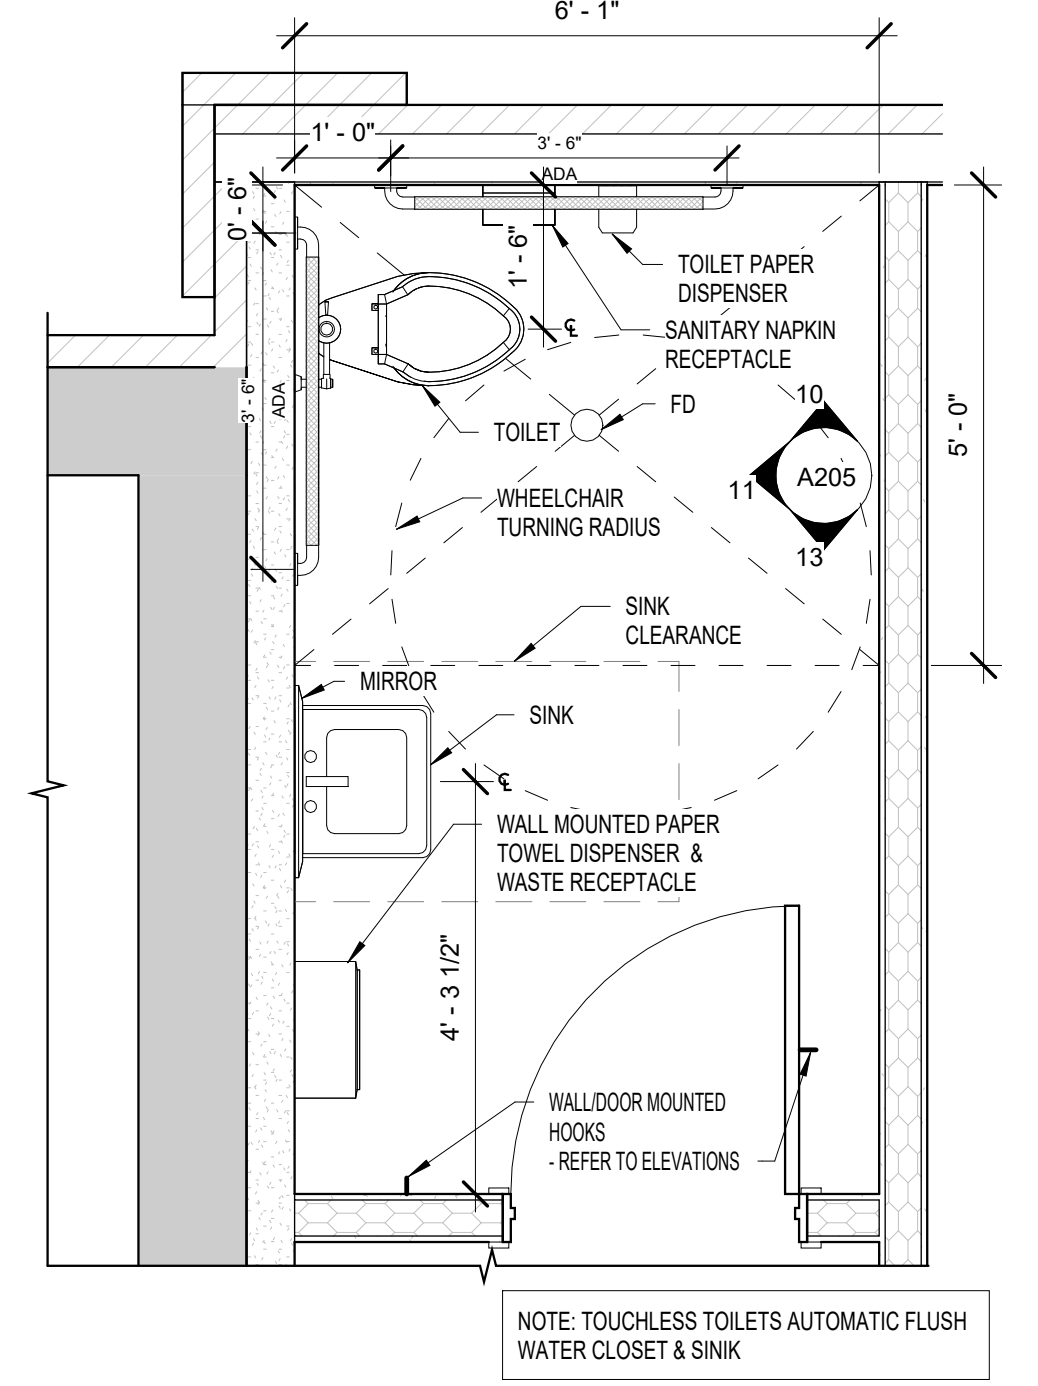 6' - 1"
1' - 0"
3' - 6"
ADA
0' - 6"
1' - 6"
TOILET PAPER
DISPENSER
℄
SANITARY NAPKIN
RECEPTACLE
3' - 6"
ADA
10
FD
5' - 0"
TOILET
A205
11
WHEELCHAIR
TURNING RADIUS
13
SINK
CLEARANCE
MIRROR
SINK
℄
WALL MOUNTED PAPER
TOWEL DISPENSER &
WASTE RECEPTACLE
4' - 3 1/2"
WALL/DOOR MOUNTED
HOOKS
- REFER TO ELEVATIONS
NOTE: TOUCHLESS TOILETS AUTOMATIC FLUSH
WATER CLOSET & SINIK